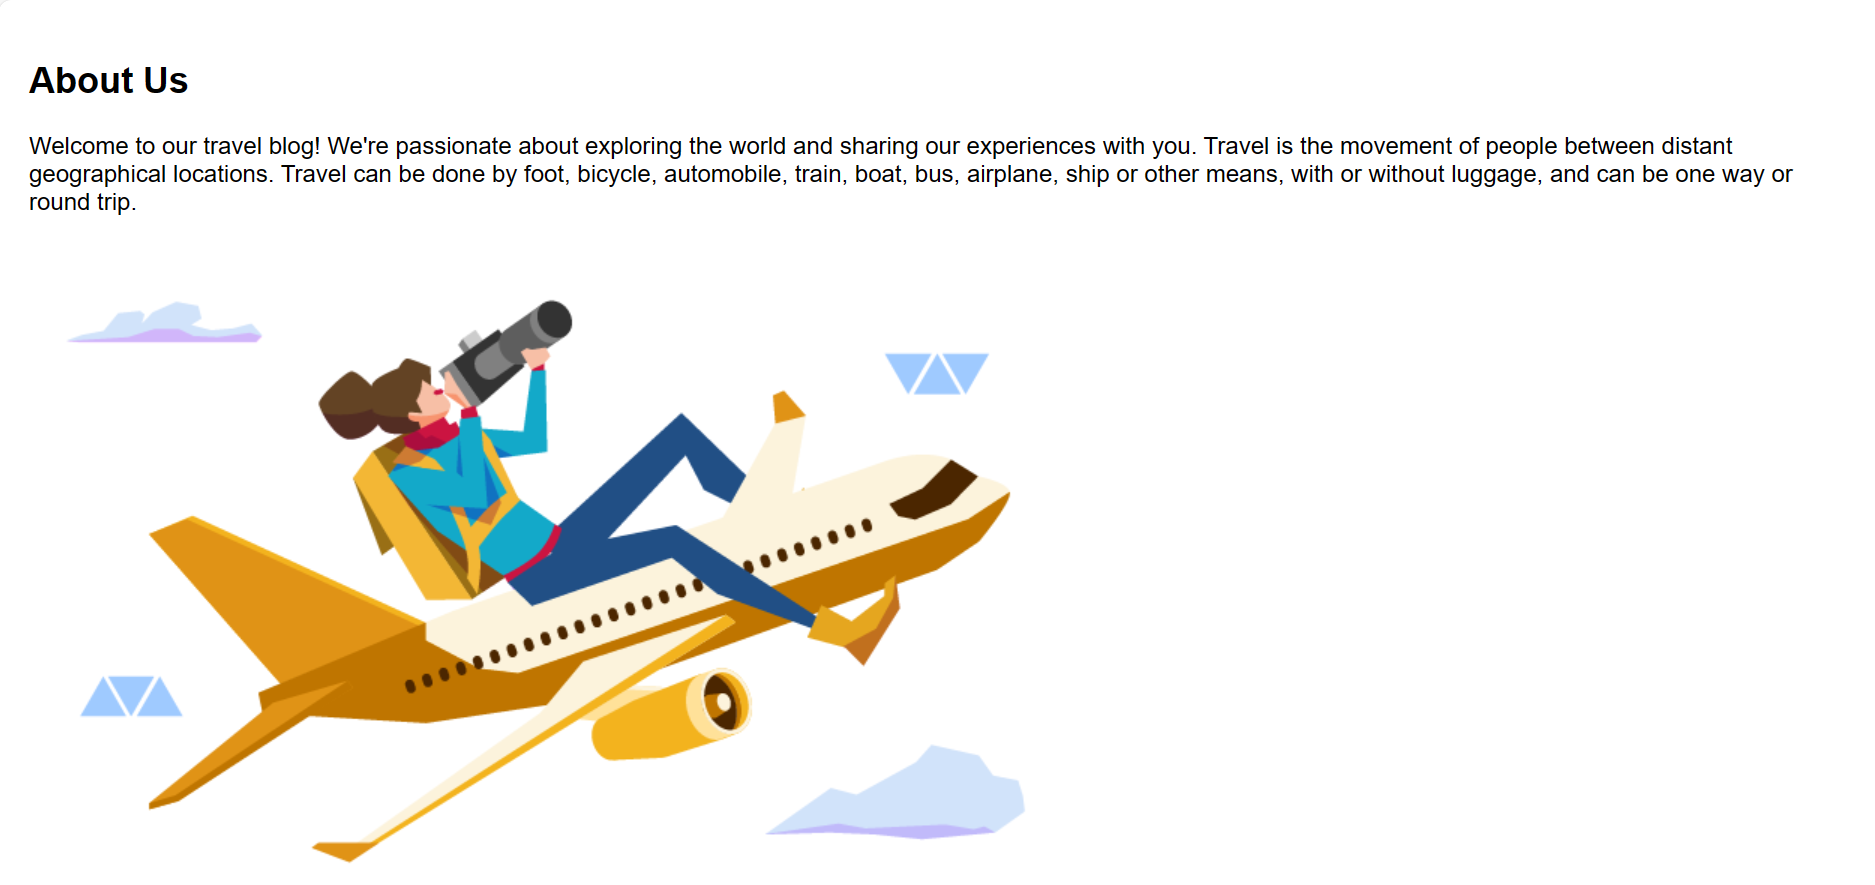 About Us
Welcome to our travel blog! We're passionate about exploring the world and sharing our experiences with you. Travel is the movement of people between distant
geographical locations. Travel can be done by foot, bicycle, automobile, train, boat, bus, airplane, ship or other means, with or without luggage, and can be one way or
round trip.